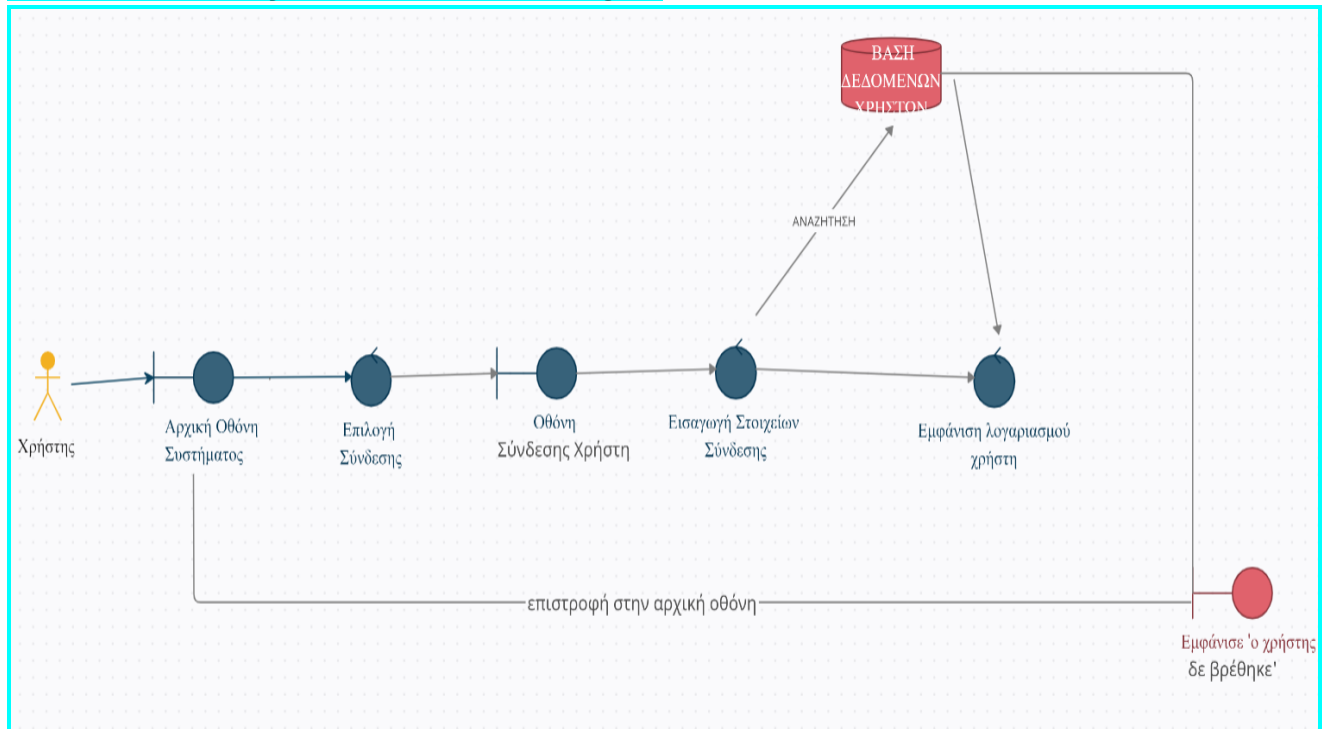 ΒΑΣΗ
ΔΕΔΟΜΕΝΩΝ
ΧΡΗΣΤΩΝ
ΑΝΑΖΗΤΗΣΗ
Χρήστης
Αρχική Οθόνη
Συστήματος
Επιλογή
Σύνδεσης
Οθόνη
Σύνδεσης Χρήστη
Εισαγωγή Στοιχείων
Σύνδεσης
Εμφάνιση λογαριασμού
χρήστη
επιστροφή στην αρχική οθόνη
Εμφάνισε 'ο χρήστης
δε βρέθηκε'